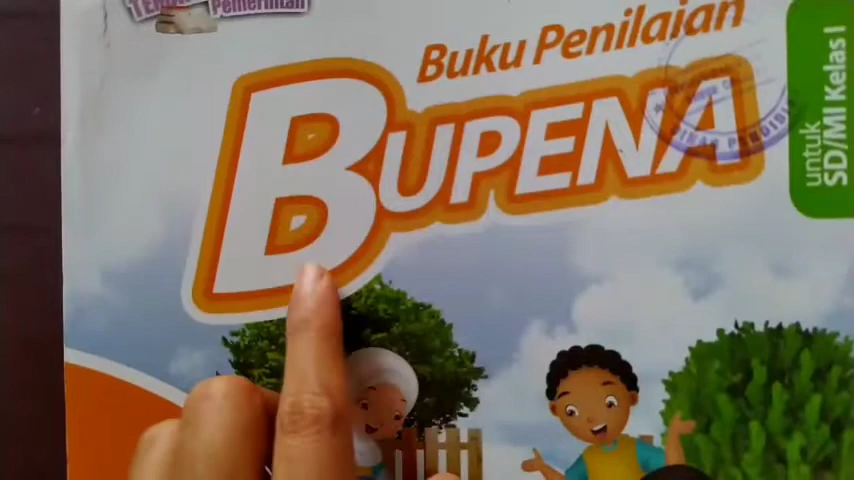 Pemerintah
Buku Penilaian
BUPENA
untuk
SD/MI Kelas I